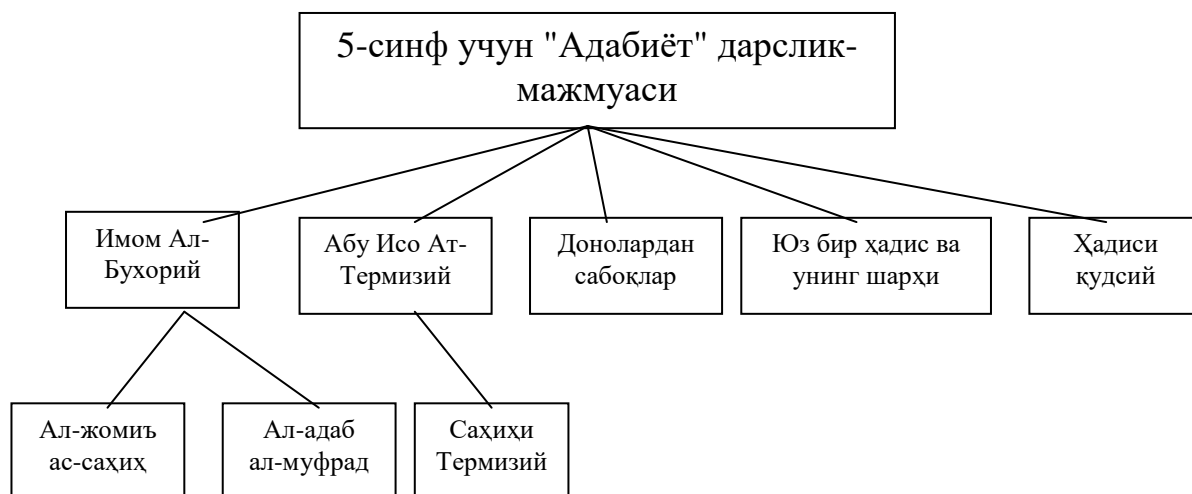 5-синф учун "Адабиёт" дарслик-
мажмуаси
Имом Ал-
Бухорий
Абу Исо Ат-
Термизий
Донолардан
сабоқлар
Юз бир ҳадис ва
унинг шарҳи
Ҳадиси
қудсий
Ал-жомиъ
ас-саҳиҳ
Ал-адаб
ал-муфрад
Саҳиҳи
Термизий